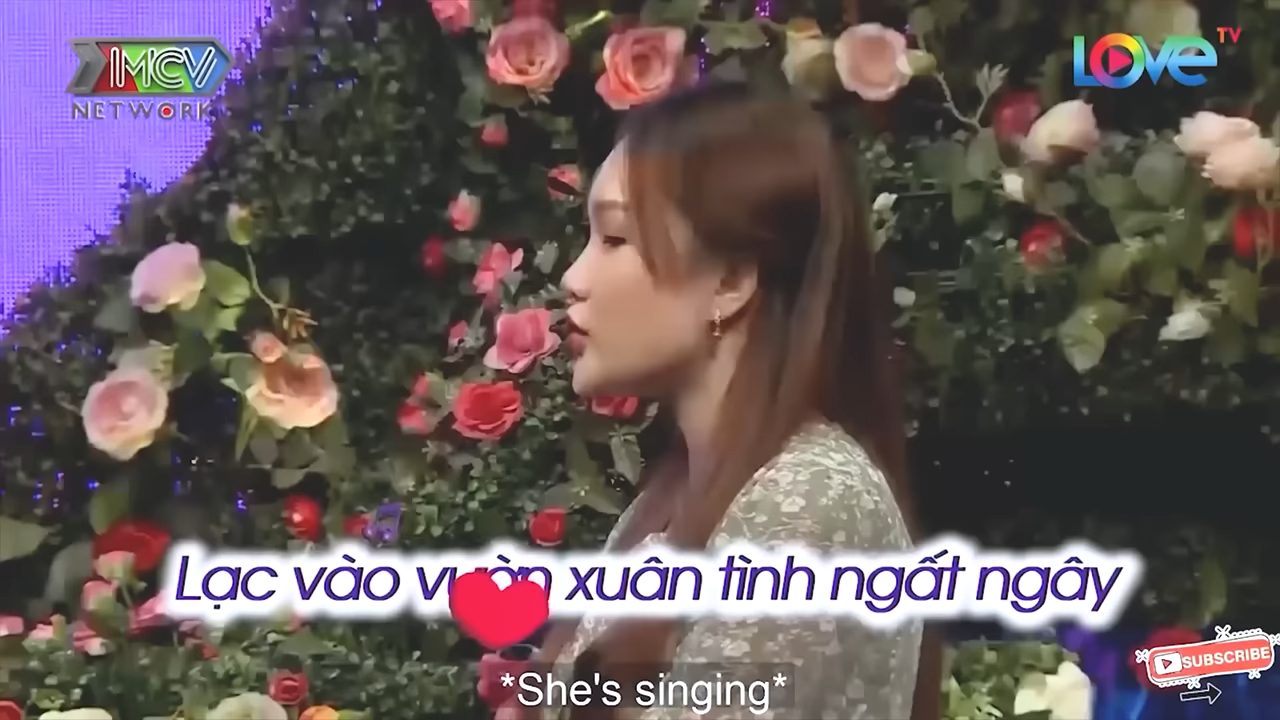 MCV
NETWORK
LOVE TV
Lạc vào vườn xuân tình ngất ngây
*She's singing*
SUBSCRIBE